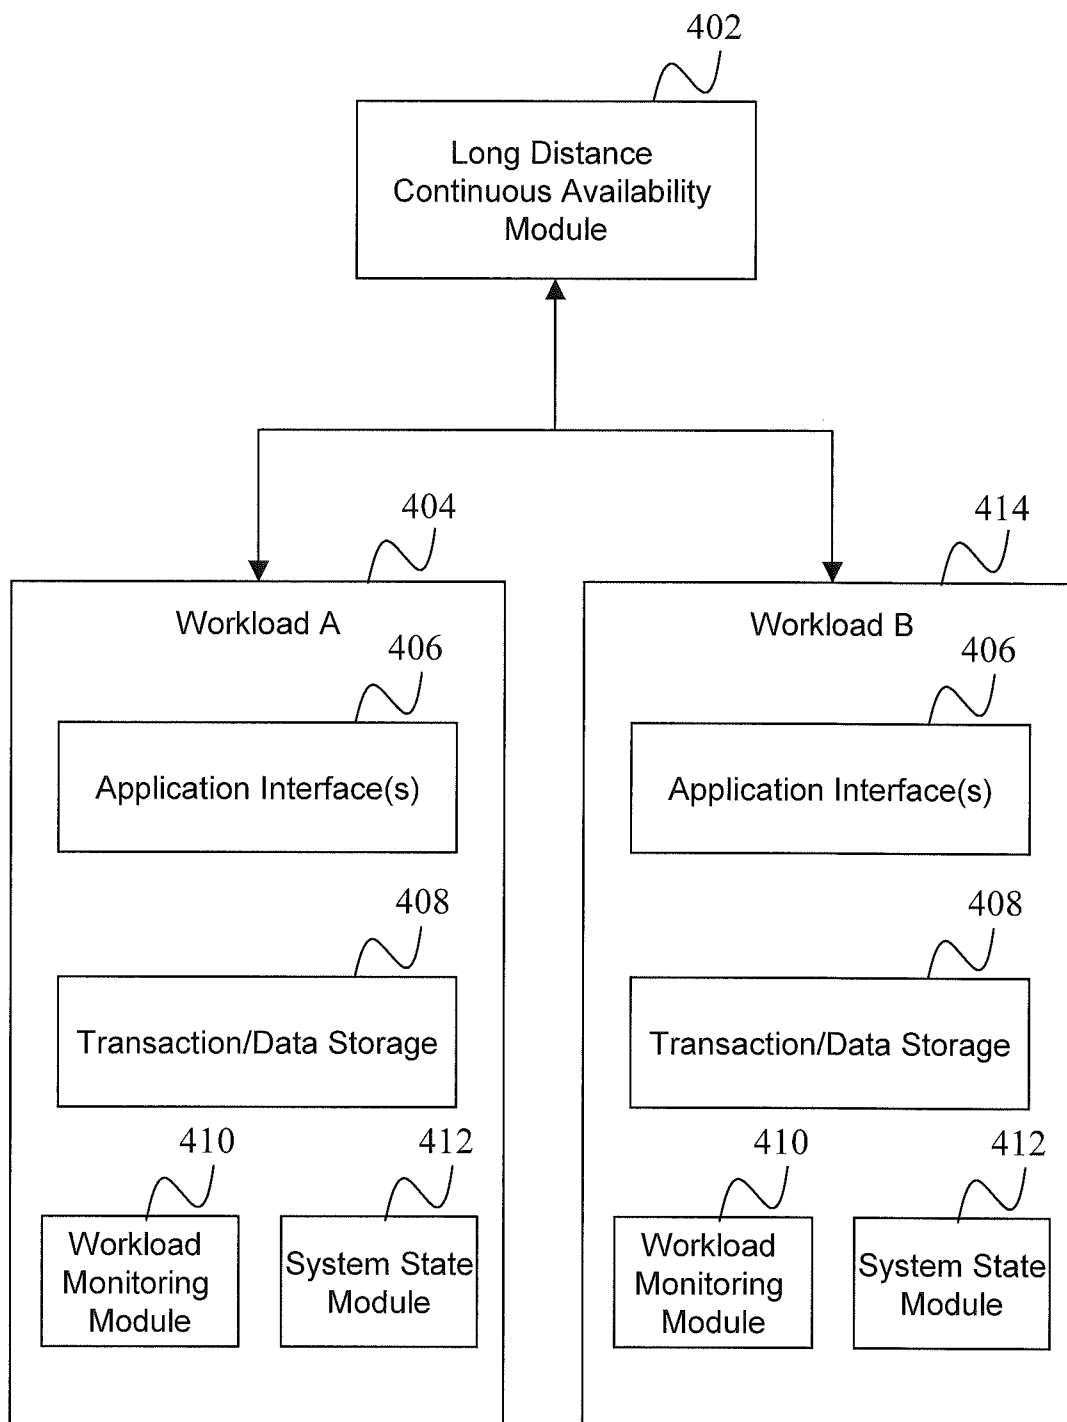 402
Long Distance
Continuous Availability
Module
404
414
Workload A
Workload B
406
406
Application Interface(s)
Application Interface(s)
408
408
Transaction/Data Storage
Transaction/Data Storage
410
412
410
412
Workload
Monitoring
Module
System State
Module
Workload
Monitoring
Module
System State
Module